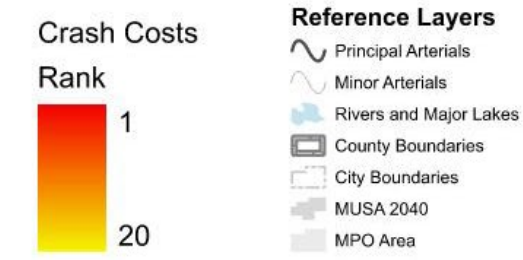 Crash Costs
Rank
1
20
Reference Layers
Principal Arterials
Minor Arterials
Rivers and Major Lakes
County Boundaries
City Boundaries
MUSA 2040
MPO Area